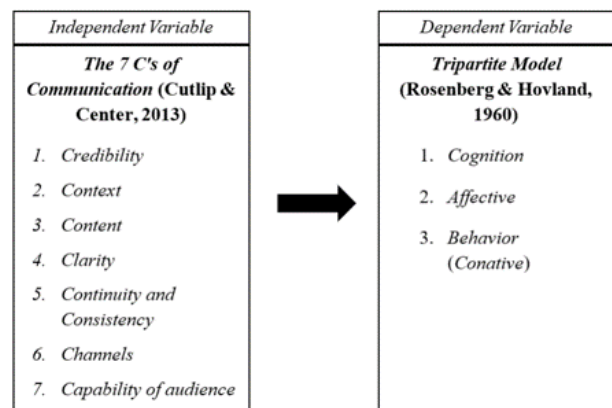 Independent Variable
The 7 C's of
Communication (Cutlip &
Center, 2013)
1. Credibility
2. Context
3. Content
4. Clarity
5. Continuity and
Consistency
6. Channels
7. Capability of audience
Dependent Variable
Tripartite Model
(Rosenberg & Hovland,
1960)
1. Cognition
2. Affective
3. Behavior
(Conative)